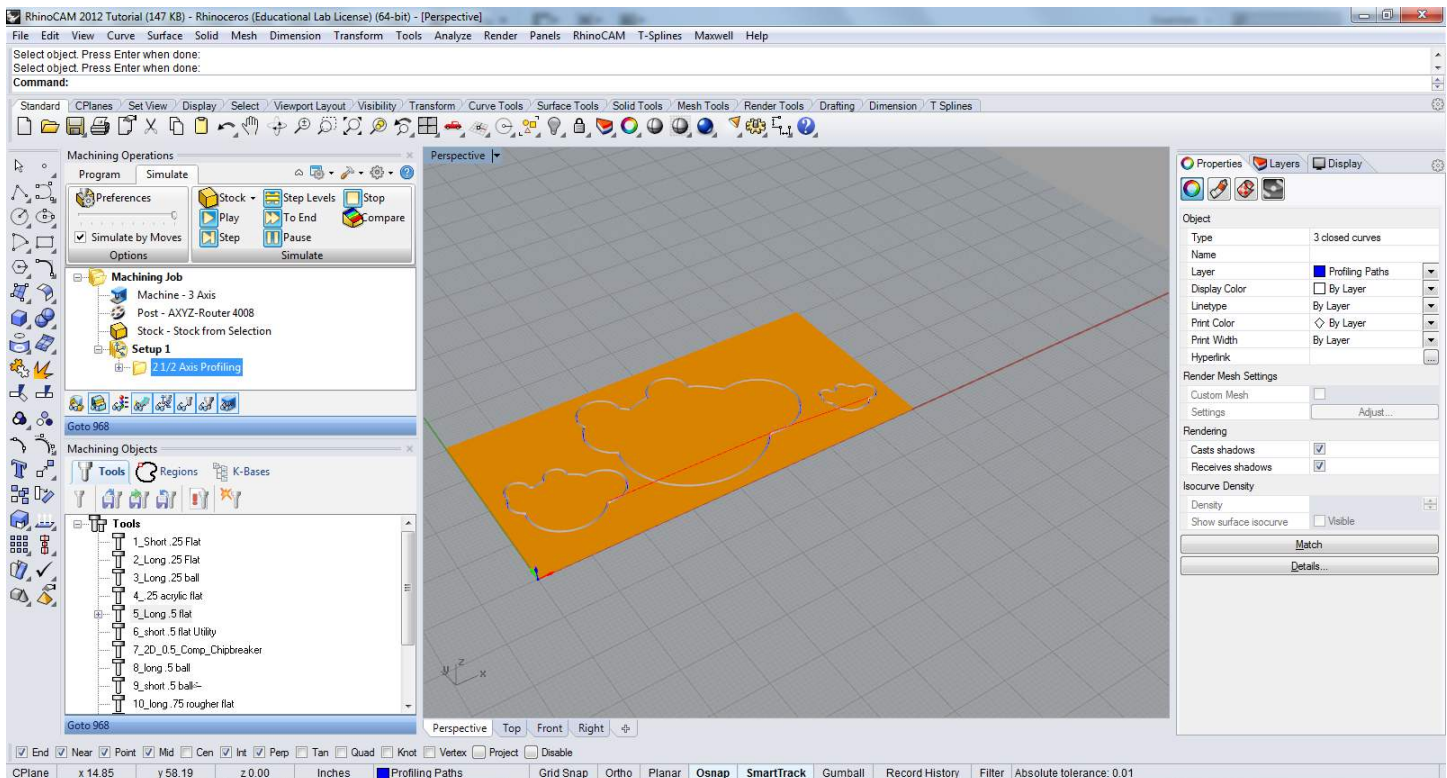 RhinoCAM 2012 Tutorial (147 KB) - Rhinoceros (Educational Lab License) (64-bit) - [Perspective]
File Edit View Curve Surface Solid Mesh Dimension Transform Tools Analyze Render Panels RhinoCAM T-Splines Maxwell Help
Select object. Press Enter when done:
Select object. Press Enter when done:
Command:
Standard CPlanes Set View Display Select Viewport Layout Visibility Transform Curve Tools Surface Tools Solid Tools Mesh Tools Render Tools Drafting Dimension T Splines
Machining Operations
Program Simulate
Preferences Stock Step Levels Stop
Play To End Compare
Simulate by Moves Step Pause
Options Simulate
Machining Job
Machine - 3 Axis
Post - AXYZ-Router 4008
Stock - Stock from Selection
Setup 1
2 1/2 Axis Profiling
Goto 968
Machining Objects
Tools Regions K-Bases
Tools
1_Short .25 Flat
2_Long .25 Flat
3_Long .25 ball
4_.25 acrylic flat
5_Long .5 flat
6_short .5 flat Utility
7_2D_0.5_Comp_Chipbreaker
8_long .5 ball
9_short .5 ball
10_long .75 rougher flat
Goto 968
Perspective
y z x
Perspective Top Front Right
Properties Layers Display
Object
Type 3 closed curves
Name
Layer Profiling Paths
Display Color By Layer
Linetype By Layer
Print Color By Layer
Print Width By Layer
Hyperlink ...
Render Mesh Settings
Custom Mesh
Settings Adjust...
Rendering
Casts shadows
Receives shadows
Isocurve Density
Density
Show surface isocurve Visible
Match
Details...
End Near Point Mid Cen Int Perp Tan Quad Knot Vertex Project Disable
CPlane x 14.85 y 58.19 z 0.00 Inches Profiling Paths Grid Snap Ortho Planar Osnap SmartTrack Gumball Record History Filter Absolute tolerance: 0.01